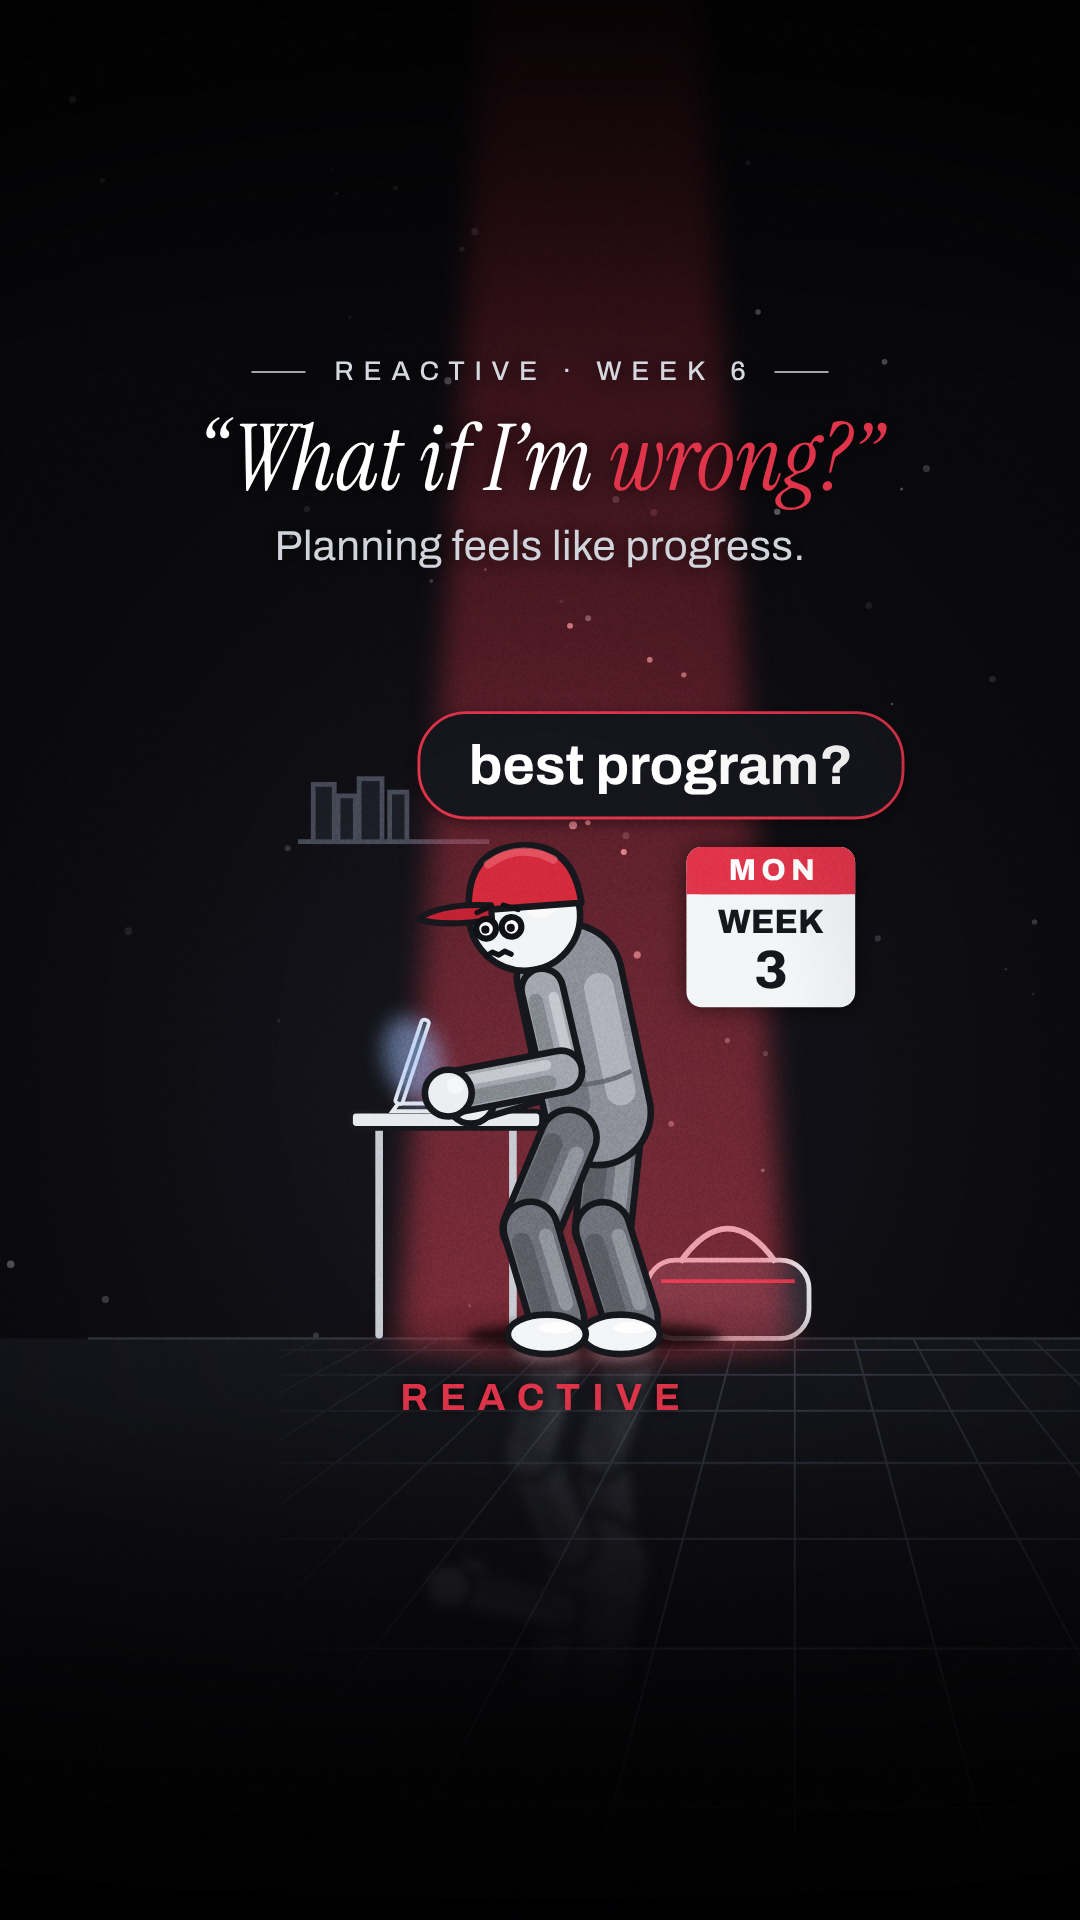 REACTIVE · WEEK 6
“What if I’m wrong?”
Planning feels like progress.
best program?
MON
WEEK
3
REACTIVE